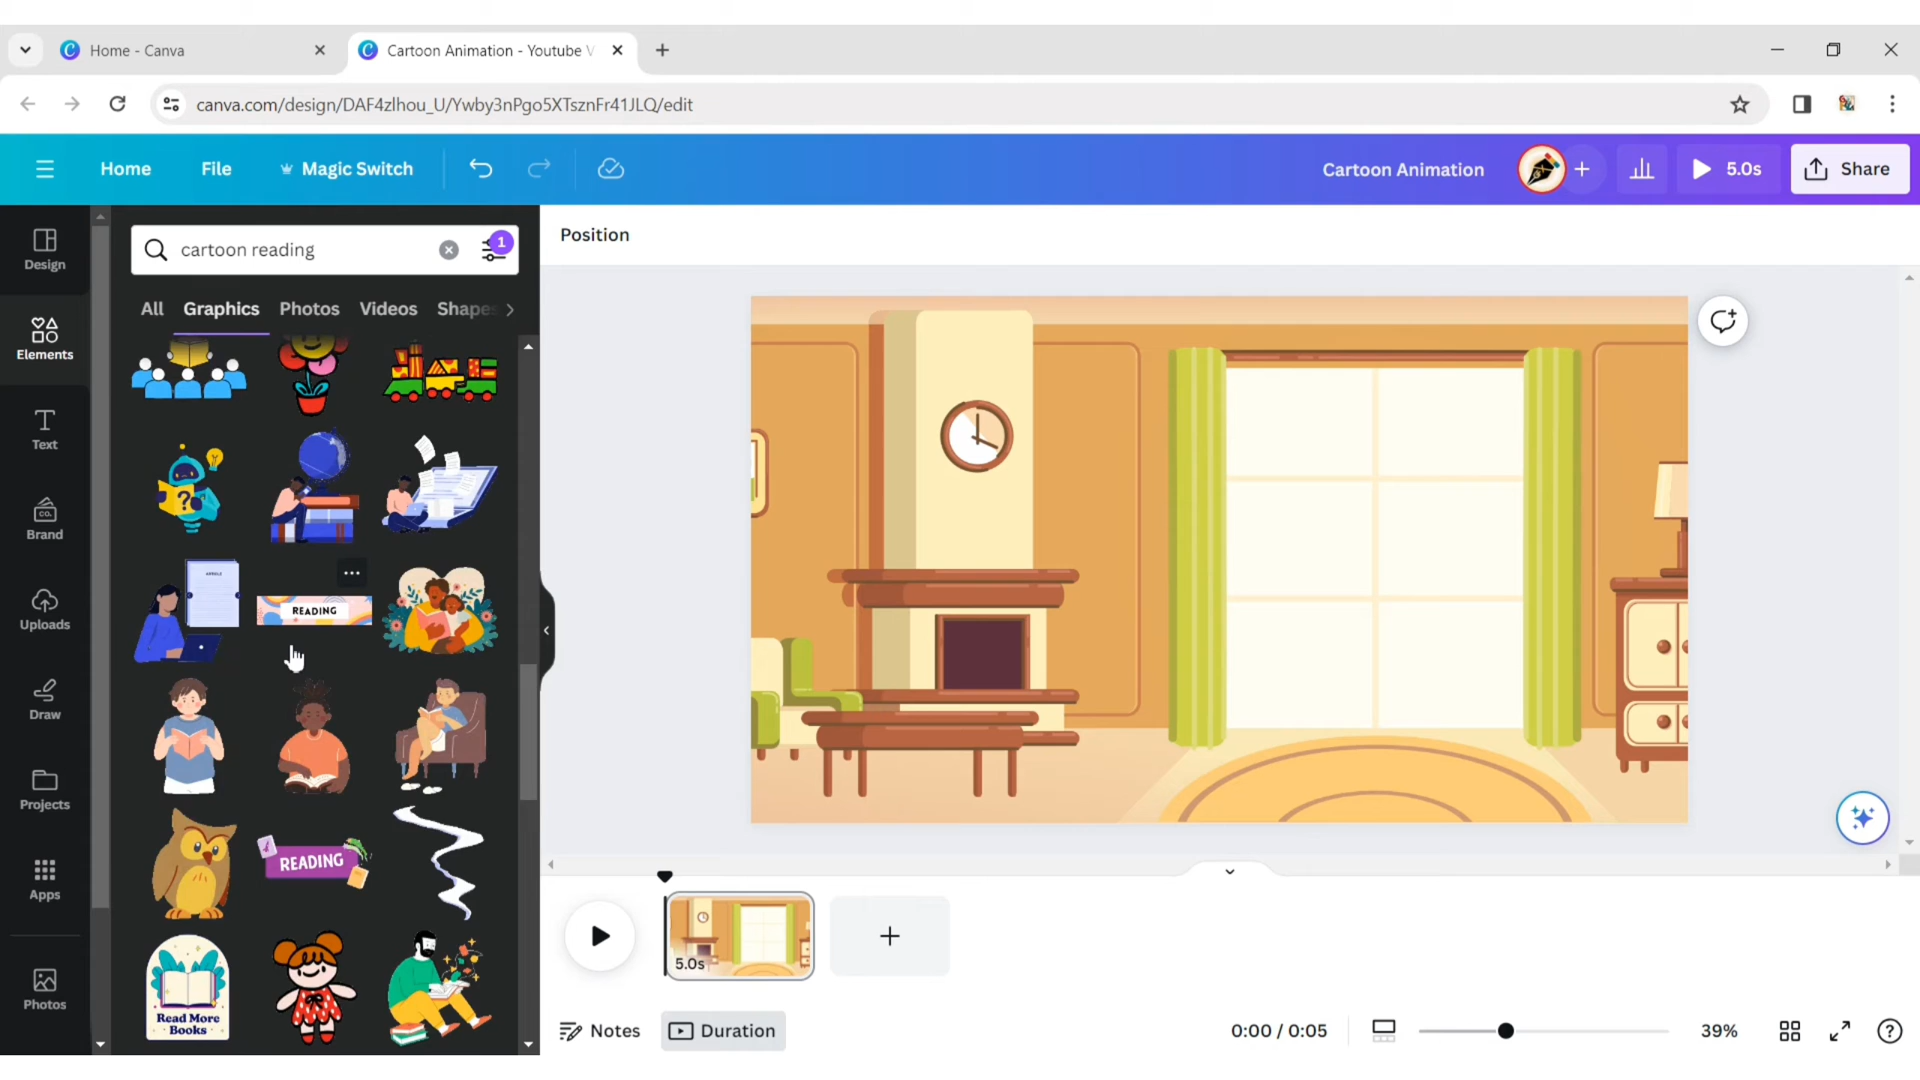 Home - Canva
Cartoon Animation - Youtube V
canva.com/design/DAF4zlhou_U/Ywby3nPgo5XTsznFr41JLQ/edit
Home
File
Magic Switch
Cartoon Animation
5.0s
Share
Design
Elements
Text
CO.
Brand
Uploads
Draw
Projects
Apps
Photos
cartoon reading
1
All
Graphics
Photos
Videos
Shapes
Position
?
READING
READING
Read More
Books
5.0s
Notes
Duration
0:00 / 0:05
39%